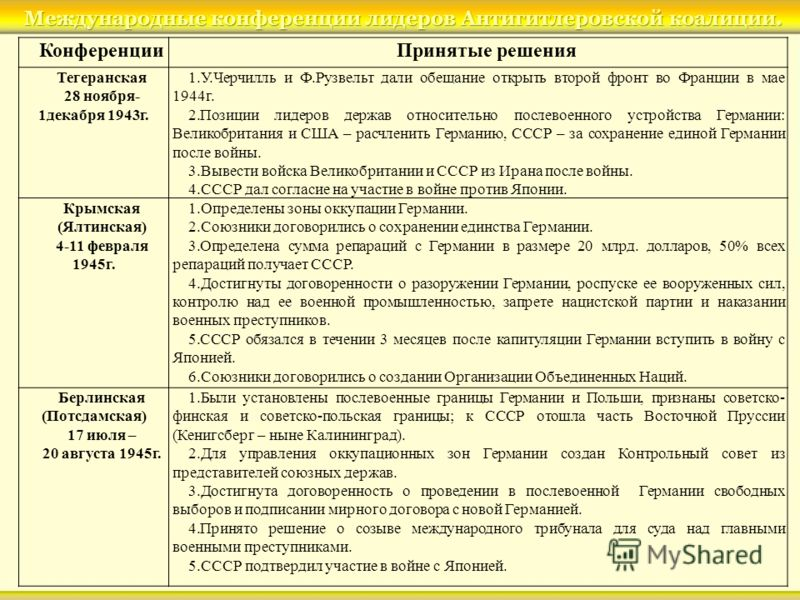 Международные конференции лидеров Антигитлеровской коалиции.
Конференции
Принятые решения
Тегеранская
28 ноября-
1декабря 1943г.
1.У.Черчилль и Ф.Рузвельт дали обещание открыть второй фронт во Франции в мае
1944г.
2.Позиции лидеров держав относительно послевоенного устройства Германии:
Великобритания и США – расчленить Германию, СССР – за сохранение единой Германии
после войны.
3.Вывести войска Великобритании и СССР из Ирана после войны.
4.СССР дал согласие на участие в войне против Японии.
Крымская
(Ялтинская)
4-11 февраля
1945г.
1.Определены зоны оккупации Германии.
2.Союзники договорились о сохранении единства Германии.
3.Определена сумма репараций с Германии в размере 20 млрд. долларов, 50% всех
репараций получает СССР.
4.Достигнуты договоренности о разоружении Германии, роспуске ее вооруженных сил,
контролю над ее военной промышленностью, запрете нацистской партии и наказании
военных преступников.
5.СССР обязался в течении 3 месяцев после капитуляции Германии вступить в войну с
Японией.
6.Союзники договорились о создании Организации Объединенных Наций.
Берлинская
(Потсдамская)
17 июля –
20 августа 1945г.
1.Были установлены послевоенные границы Германии и Польши, признаны советско-
финская и советско-польская границы; к СССР отошла часть Восточной Пруссии
(Кенигсберг – ныне Калининград).
2.Для управления оккупационных зон Германии создан Контрольный совет из
представителей союзных держав.
3.Достигнута договоренность о проведении в послевоенной Германии свободных
выборов и подписании мирного договора с новой Германией.
4.Принято решение о созыве международного трибунала для суда над главными
военными преступниками.
5.СССР подтвердил участие в войне с Японией.
MyShared